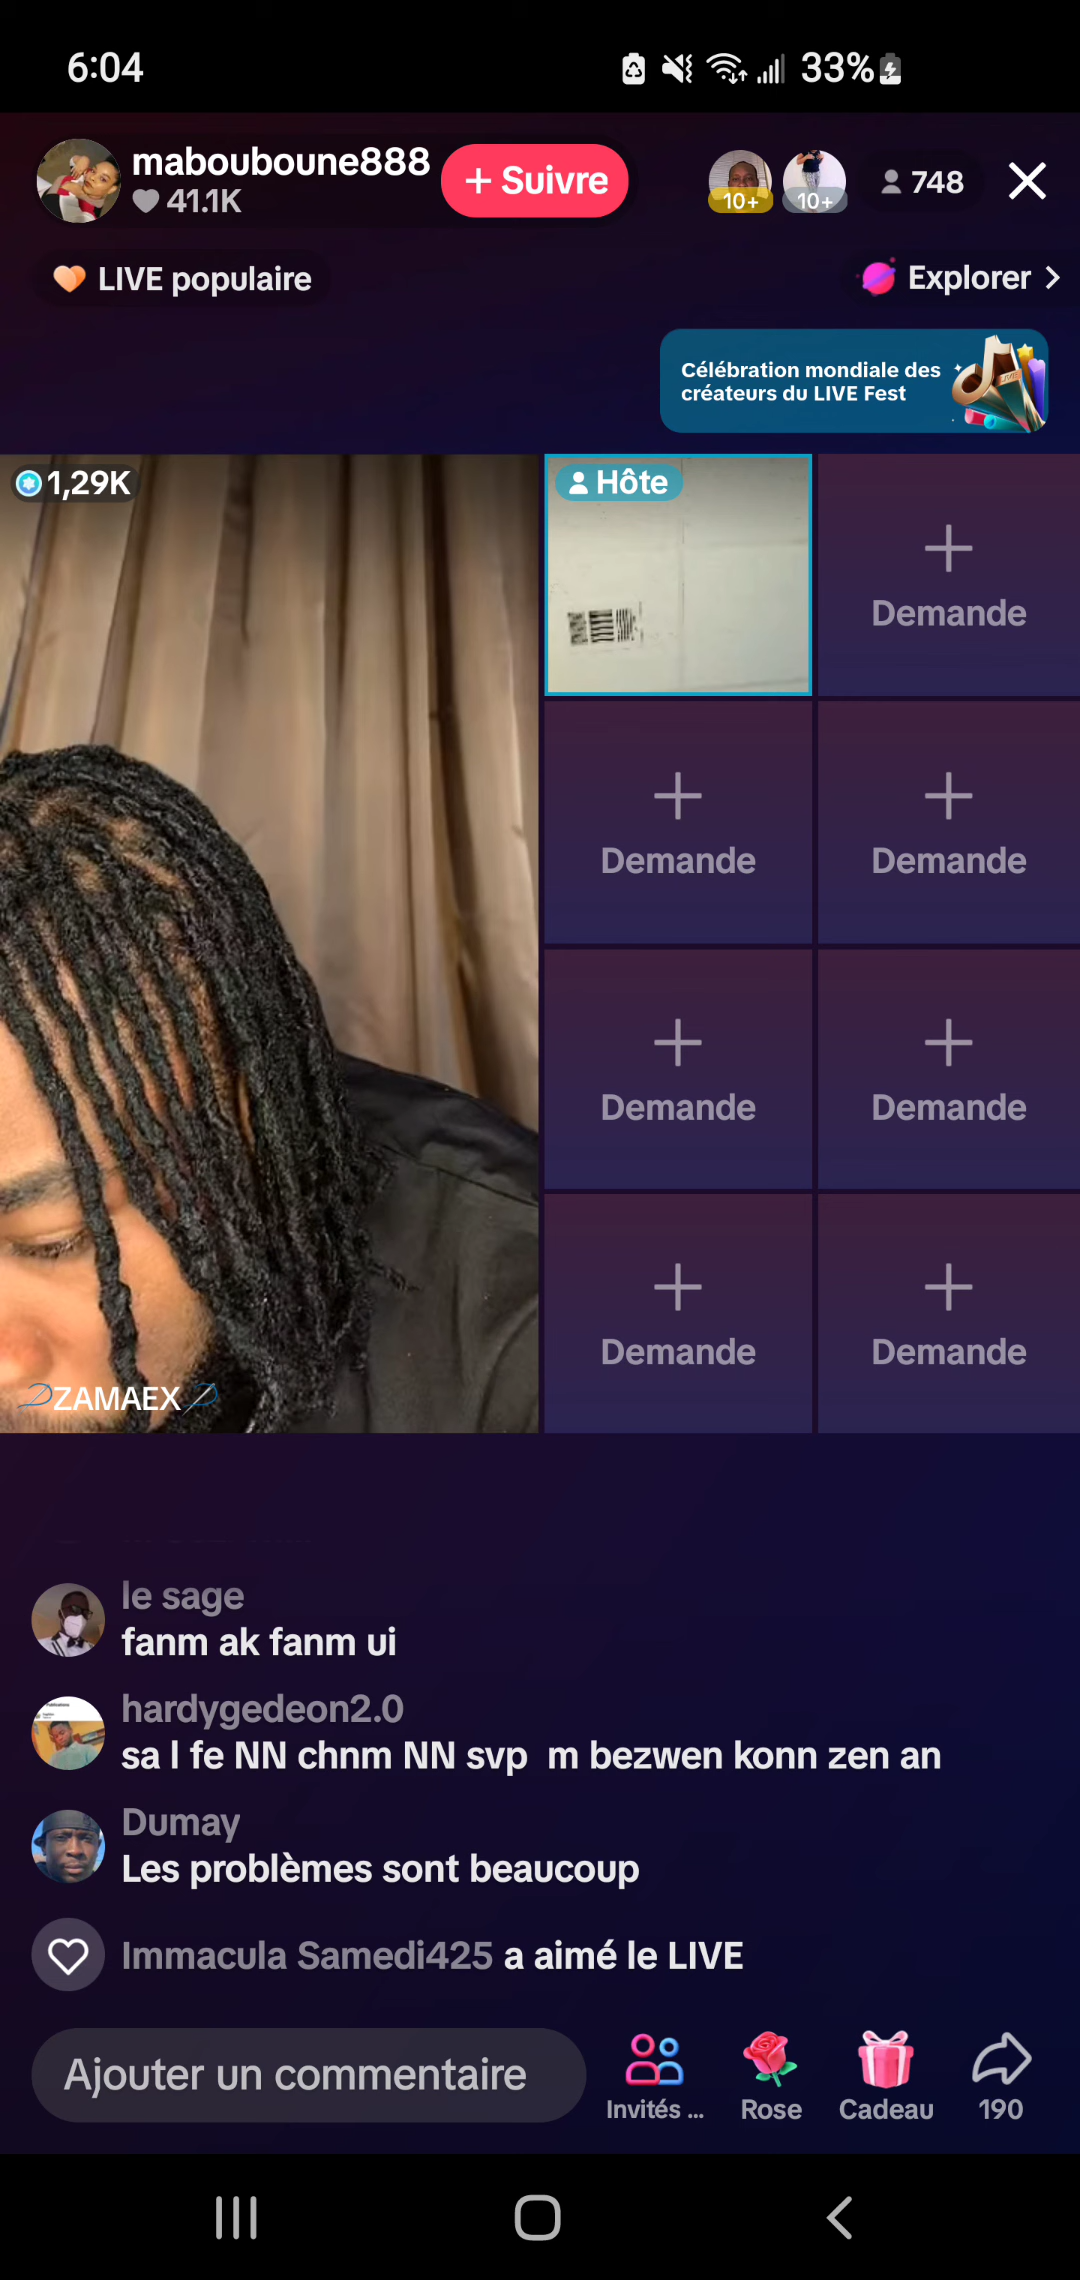 6:04
33%
mabouboune888
41.1K
+ Suivre
10+
10+
748
LIVE populaire
Explorer
Célébration mondiale des
créateurs du LIVE Fest
1,29K
Hôte
Demande
Demande
Demande
Demande
Demande
Demande
Demande
ZAMAEX
le sage
fanm ak fanm ui
hardygedeon2.0
sa l fe NN chnm NN svp m bezwen konn zen an
Dumay
Les problèmes sont beaucoup
Immacula Samedi425 a aimé le LIVE
Ajouter un commentaire
Invités ...
Rose
Cadeau
190